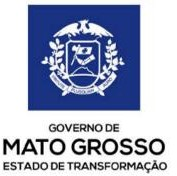 GOVERNO DE
MATO GROSSO
ESTADO DE TRANSFORMAÇÃO